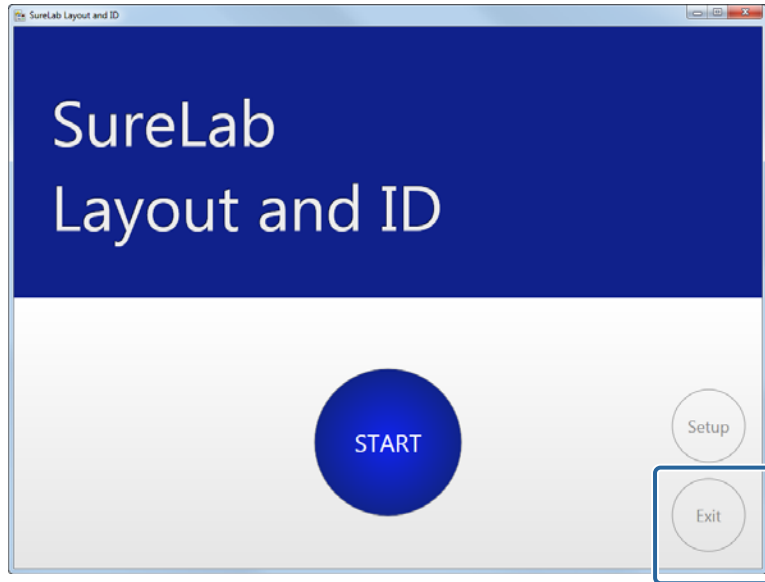 SureLab Layout and ID
SureLab
Layout and ID
START
Setup
Exit